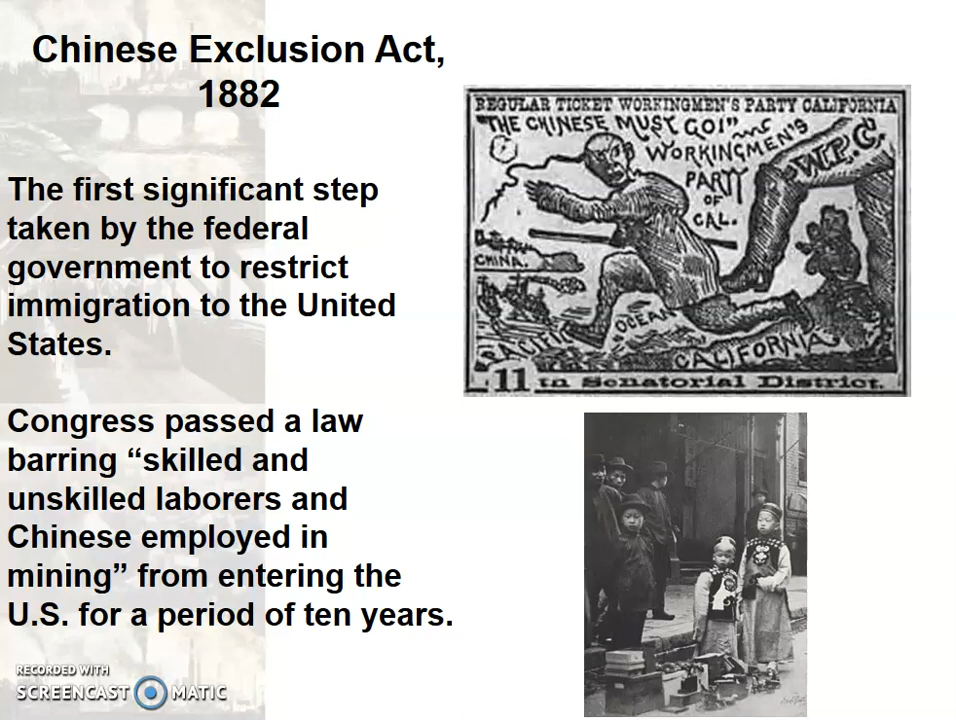 Chinese Exclusion Act,
1882
The first significant step
taken by the federal
government to restrict
immigration to the United
States.
Congress passed a law
barring “skilled and
unskilled laborers and
Chinese employed in
mining” from entering the
U.S. for a period of ten years.
REGULAR TICKET WORKINGMEN'S PARTY CALIFORNIA
"THE CHINESE MUST GO!"
WORKINGMEN'S
PARTY
OF
CAL.
W.P.C.
CHINA.
PACIFIC
OCEAN
CALIFORNIA
11 in Senatorial District.
RECORDED WITH
SCREENCAST MATIC